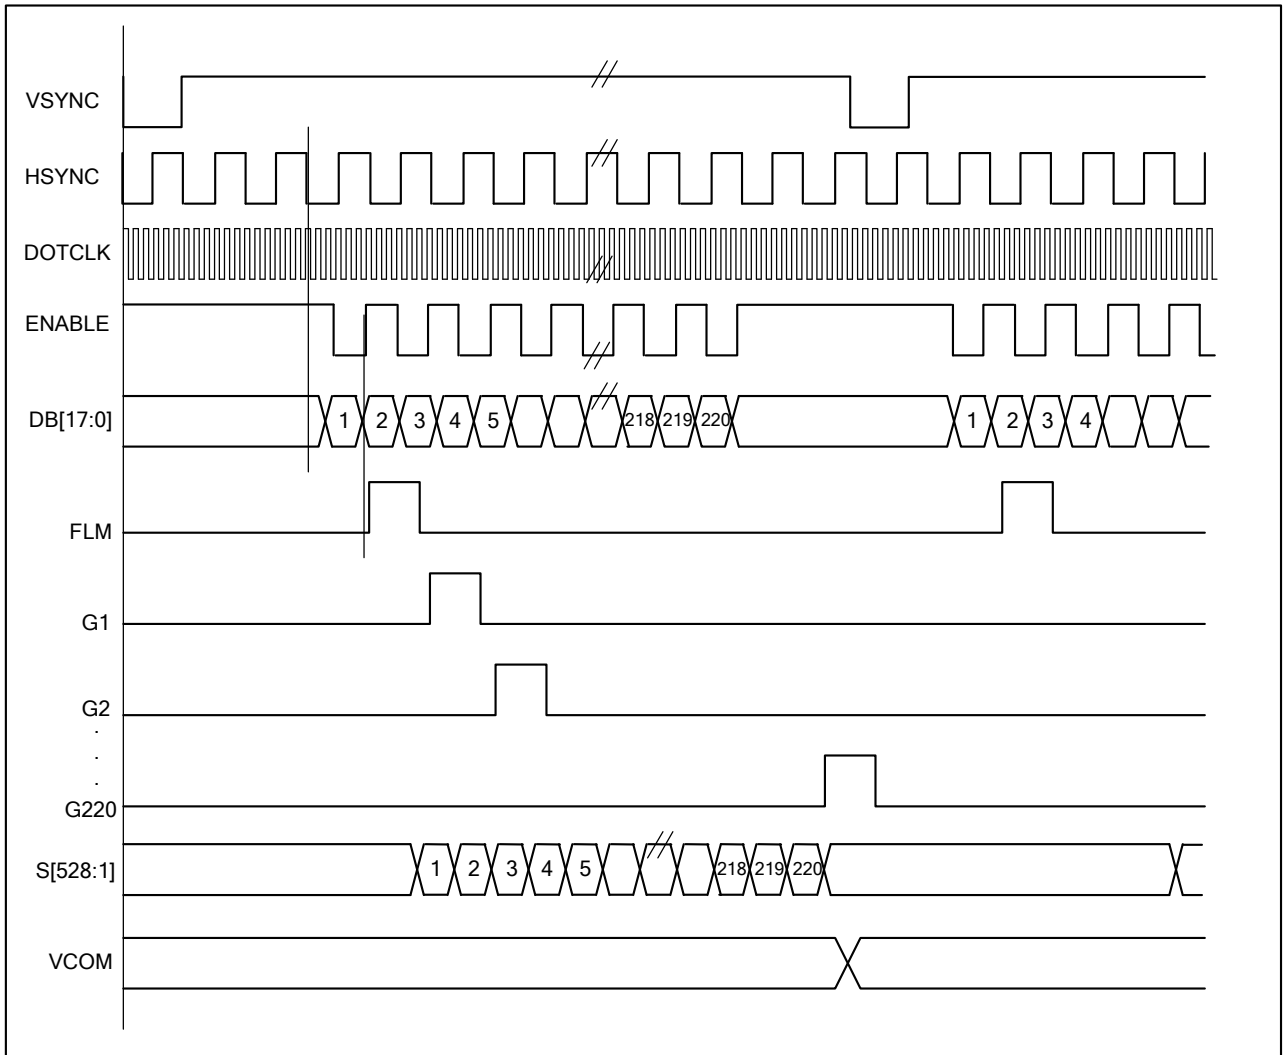 VSYNC
HSYNC
DOTCLK
ENABLE
DB[17:0] 1 2 3 4 5 218 219 220 1 2 3 4
FLM
G1
G2
.
.
.
G220
S[528:1] 1 2 3 4 5 218 219 220
VCOM